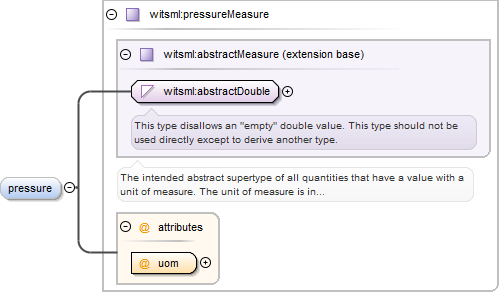 witsml:pressureMeasure
witsml:abstractMeasure (extension base)
witsml:abstractDouble
This type disallows an "empty" double value. This type should not be
used directly except to derive another type.
The intended abstract supertype of all quantities that have a value with a
unit of measure. The unit of measure is in...
pressure
@ attributes
@ uom